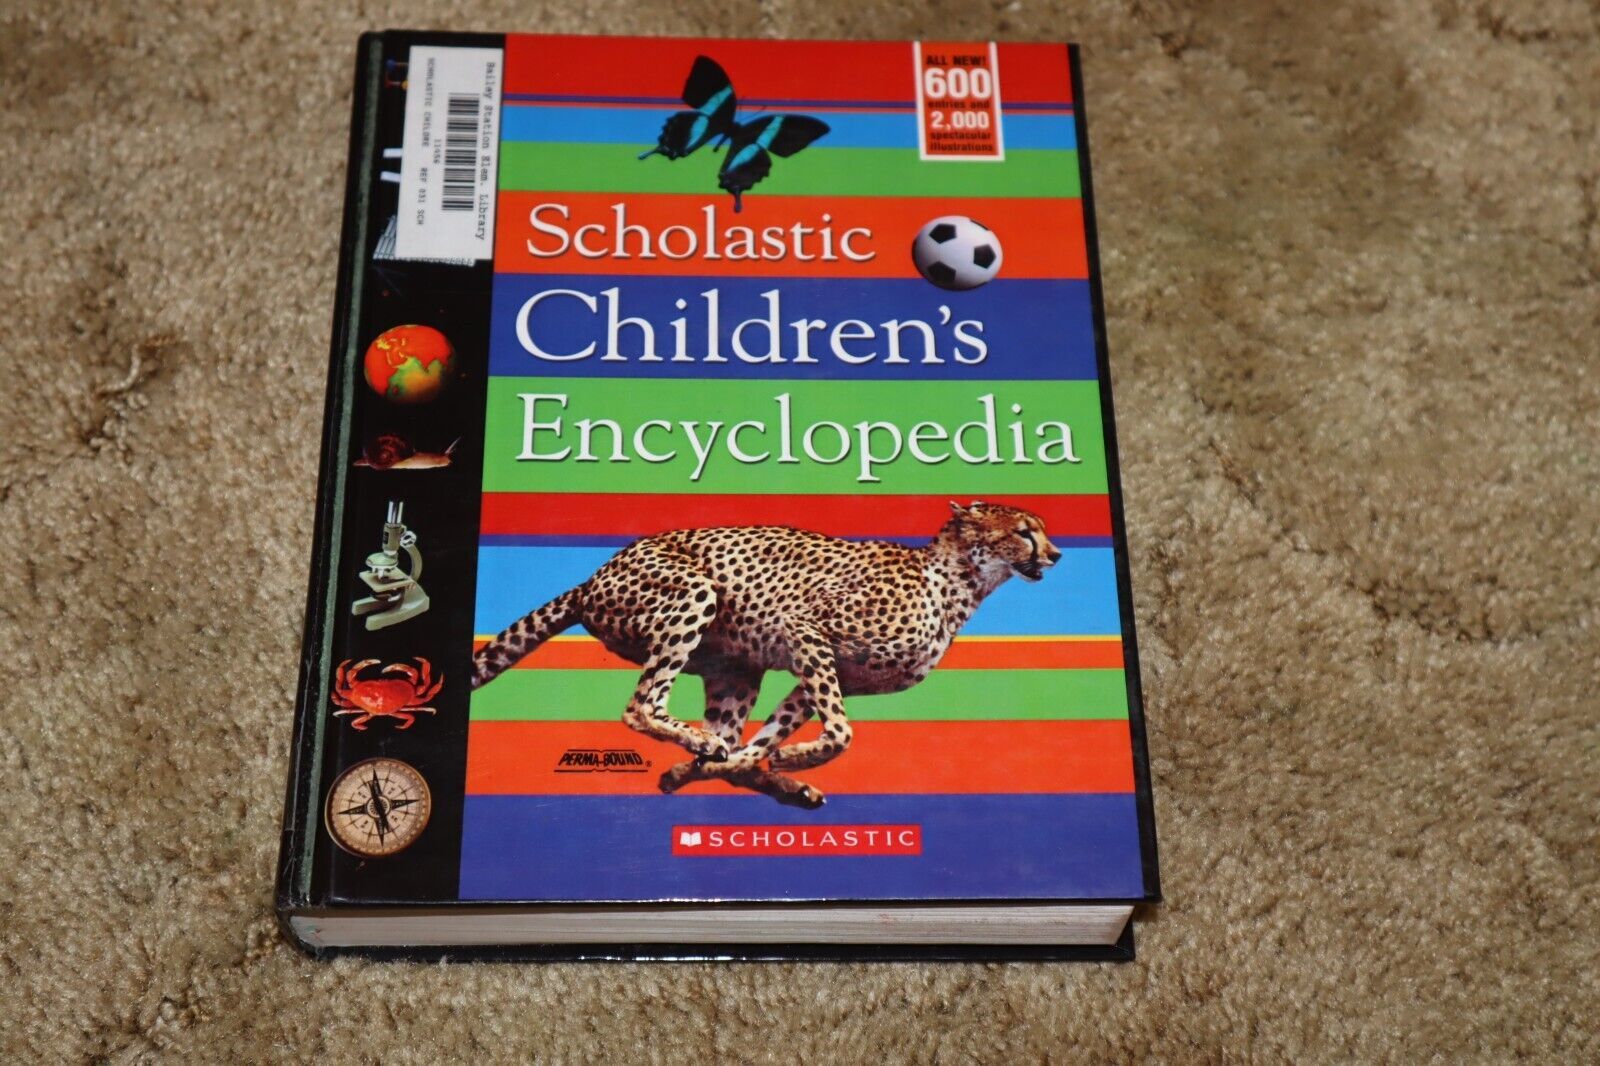 Bailey Station Elem. Library
11456
SCHOLASTIC CHILDRE REF 031 SCH
ALL NEW!
600
entries and
2,000
spectacular
illustrations
Scholastic
Children's
Encyclopedia
PERMA-BOUND®
SCHOLASTIC